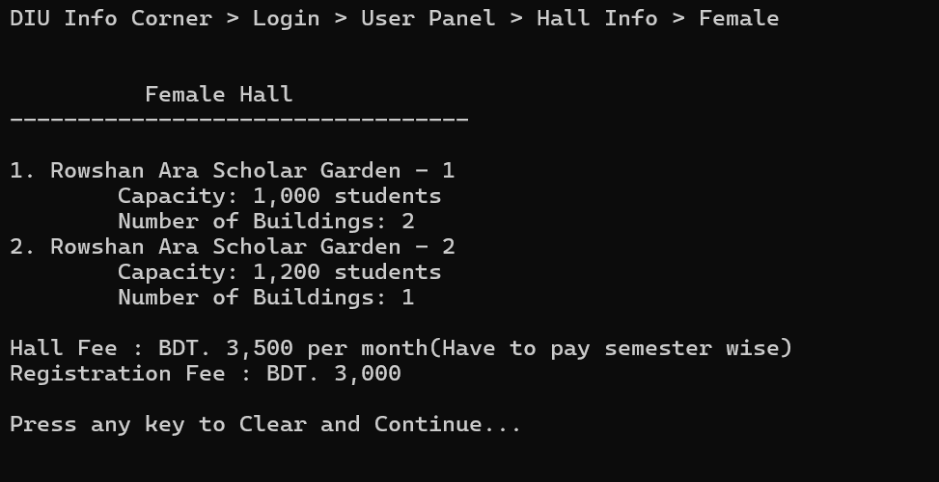 DIU Info Corner > Login > User Panel > Hall Info > Female
Female Hall
----------------------------------
1. Rowshan Ara Scholar Garden - 1
Capacity: 1,000 students
Number of Buildings: 2
2. Rowshan Ara Scholar Garden - 2
Capacity: 1,200 students
Number of Buildings: 1
Hall Fee : BDT. 3,500 per month(Have to pay semester wise)
Registration Fee : BDT. 3,000
Press any key to Clear and Continue...